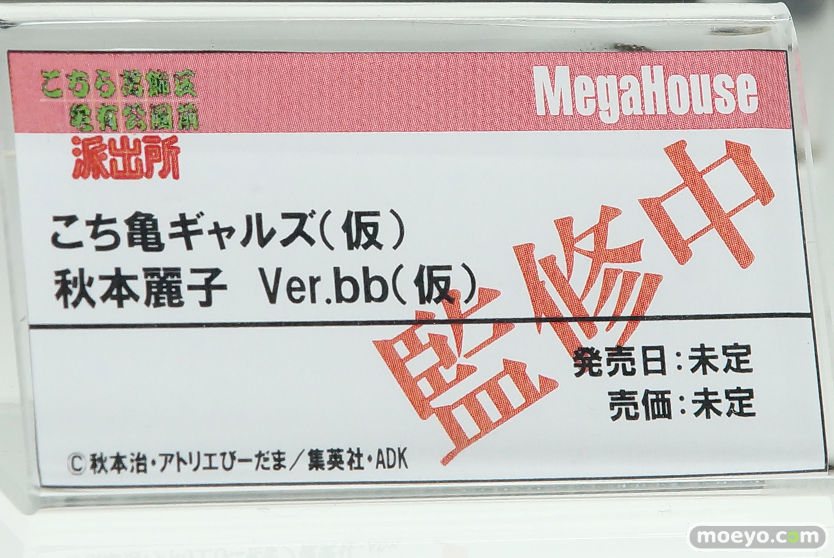 こちら葛飾区
亀有公園前
派出所
MegaHouse
こち亀ギャルズ(仮)
秋本麗子 Ver.bb(仮)
監修中
発売日:未定
売価:未定
©秋本治・アトリエびーだま/集英社・ADK
moeyo.com